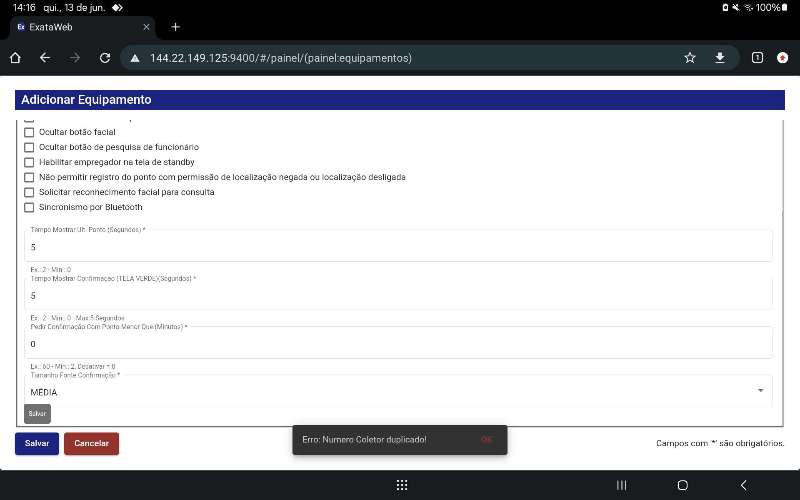 14:16 qui., 13 de jun.
100%
Ex ExataWeb
144.22.149.125:9400/#/painel/(painel:equipamentos)
1
Adicionar Equipamento
Ocultar botão facial
Ocultar botão de pesquisa de funcionário
Habilitar empregador na tela de standby
Não permitir registro do ponto com permissão de localização negada ou localização desligada
Solicitar reconhecimento facial para consulta
Sincronismo por Bluetooth
Tempo Mostrar Ult. Ponto (Segundos) *
5
Ex.: 2 - Min.: 0
Tempo Mostrar Confirmação (TELA VERDE)(Segundos) *
5
Ex.: 2 - Min.: 0 - Max 5 Segundos
Pedir Confirmação Com Ponto Menor Que (Minutos) *
0
Ex.: 60 - Min.: 2, Desativar = 0
Tamanho Fonte Confirmação *
MÉDIA
Salvar
Salvar Cancelar
Erro: Numero Coletor duplicado! OK
Campos com '*' são obrigatórios.